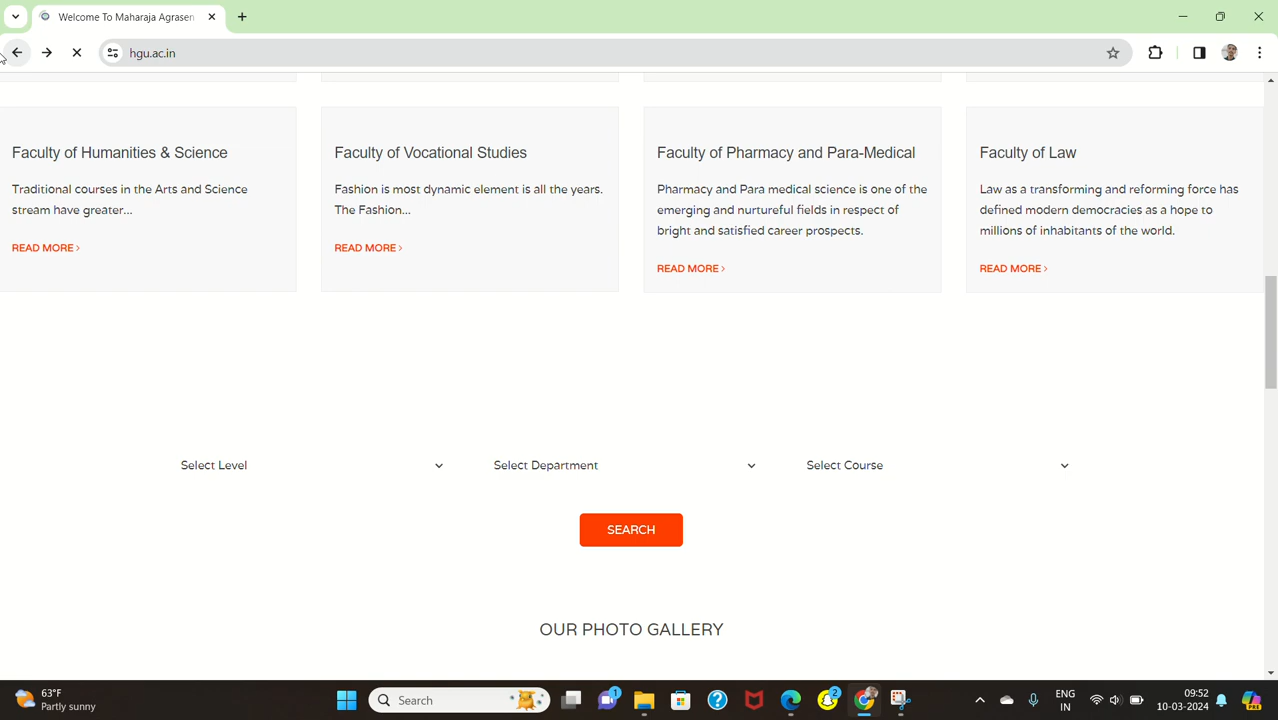 Welcome To Maharaja Agrasen
hgu.ac.in
Faculty of Humanities & Science
Traditional courses in the Arts and Science
stream have greater...
READ MORE >
Faculty of Vocational Studies
Fashion is most dynamic element is all the years.
The Fashion...
READ MORE >
Faculty of Pharmacy and Para-Medical
Pharmacy and Para medical science is one of the
emerging and nurtureful fields in respect of
bright and satisfied career prospects.
READ MORE >
Faculty of Law
Law as a transforming and reforming force has
defined modern democracies as a hope to
millions of inhabitants of the world.
READ MORE >
Select Level
Select Department
Select Course
SEARCH
OUR PHOTO GALLERY
63°F
Partly sunny
Search
1
2
ENG
IN
09:52
10-03-2024
PRE